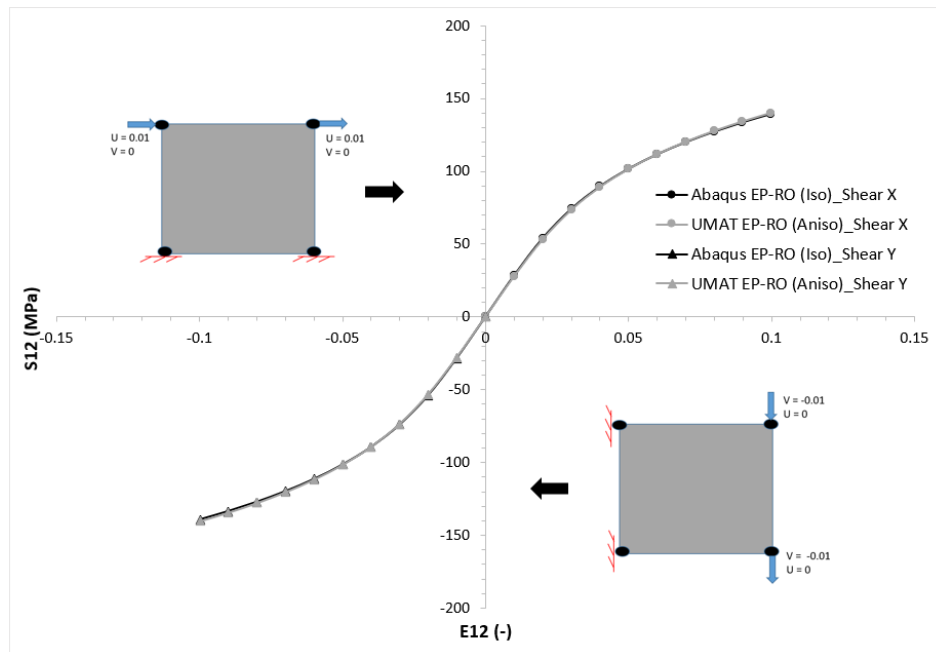 200
150
100
50
0
-50
-100
-150
-200
-0.15
-0.1
-0.05
0
0.05
0.1
0.15
S12 (MPa)
E12 (-)
U = 0.01
V = 0
U = 0.01
V = 0
Abaqus EP-RO (Iso)_Shear X
UMAT EP-RO (Aniso)_Shear X
Abaqus EP-RO (Iso)_Shear Y
UMAT EP-RO (Aniso)_Shear Y
V = -0.01
U = 0
V = -0.01
U = 0